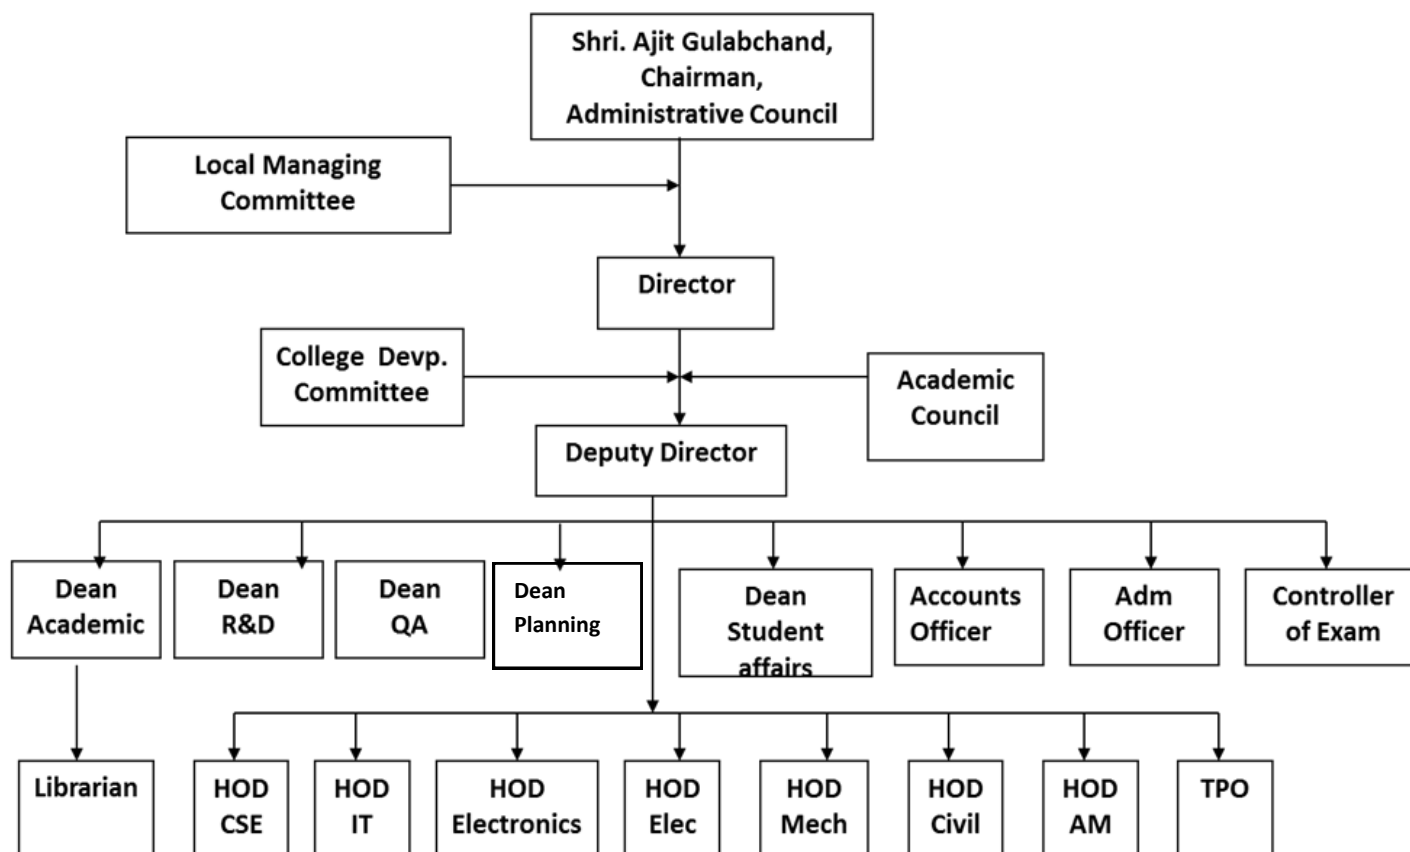 Shri. Ajit Gulabchand,
Chairman,
Administrative Council
Local Managing
Committee
Director
College Devp.
Committee
Academic
Council
Deputy Director
Dean
Academic
Dean
R&D
Dean
QA
Dean
Planning
Dean
Student
affairs
Accounts
Officer
Adm
Officer
Controller
of Exam
Librarian
HOD
CSE
HOD
IT
HOD
Electronics
HOD
Elec
HOD
Mech
HOD
Civil
HOD
AM
TPO